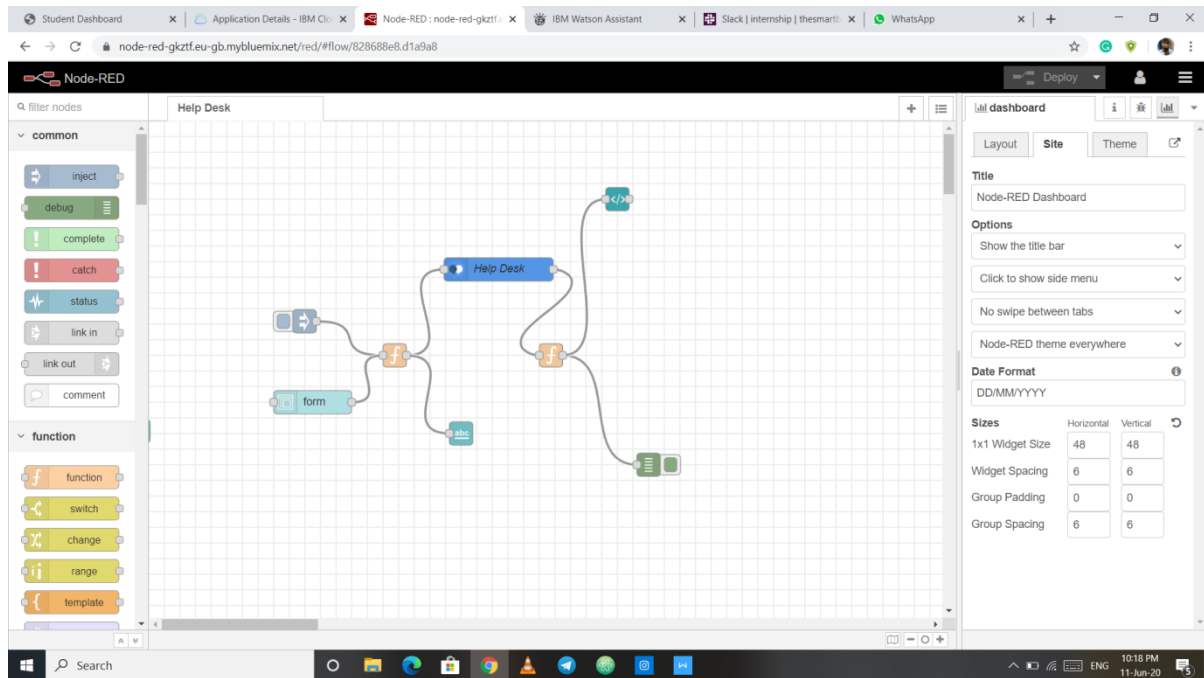 Student Dashboard
Application Details - IBM Clo
Node-RED : node-red-gkztf.
IBM Watson Assistant
Slack | internship | thesmart
WhatsApp
node-red-gkztf.eu-gb.mybluemix.net/red/#flow/828688e8.d1a9a8
Node-RED
Deploy
filter nodes
Help Desk
dashboard
common
inject
debug
complete
catch
status
link in
link out
comment
function
function
switch
change
range
template
Help Desk
form
abc
Layout Site Theme
Title
Node-RED Dashboard
Options
Show the title bar
Click to show side menu
No swipe between tabs
Node-RED theme everywhere
Date Format
DD/MM/YYYY
Sizes Horizontal Vertical
1x1 Widget Size 48 48
Widget Spacing 6 6
Group Padding 0 0
Group Spacing 6 6
Search
ENG
10:18 PM
11-Jun-20
5